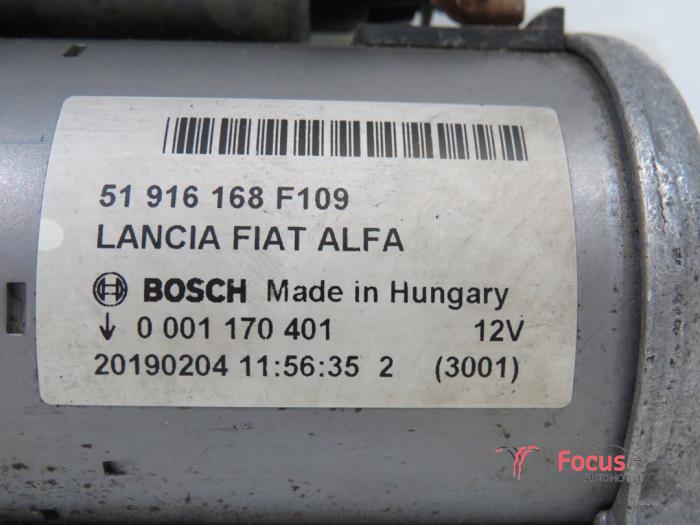 51 916 168 F109
LANCIA FIAT ALFA
BOSCH Made in Hungary
↓ 0 001 170 401 12V
20190204 11:56:35 2 (3001)
Focus
AUTOMOTIVE